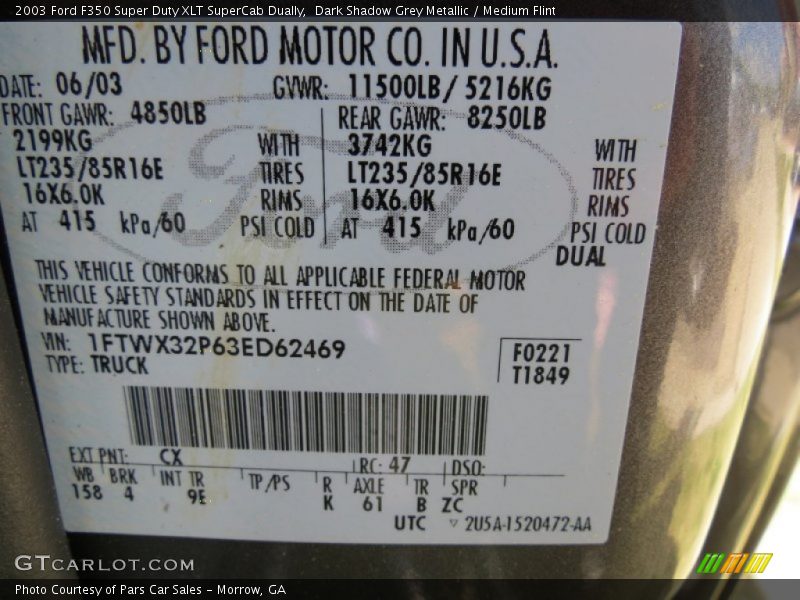 2003 Ford F350 Super Duty XLT SuperCab Dually,  Dark Shadow Grey Metallic / Medium Flint
MFD. BY FORD MOTOR CO. IN U.S.A.
DATE: 06/03 GVWR: 11500LB/ 5216KG
FRONT GAWR: 4850LB REAR GAWR: 8250LB
2199KG WITH 3742KG WITH
LT235/85R16E TIRES LT235/85R16E TIRES
16X6.0K RIMS 16X6.0K RIMS
AT 415 kPa/60 PSI COLD AT 415 kPa/60 PSI COLD
DUAL
Ford
THIS VEHICLE CONFORMS TO ALL APPLICABLE FEDERAL MOTOR
VEHICLE SAFETY STANDARDS IN EFFECT ON THE DATE OF
MANUFACTURE SHOWN ABOVE.
VIN: 1FTWX32P63ED62469 F0221
TYPE: TRUCK T1849
EXT PNT: CX RC: 47 DSO:
WB BRK INT TR TP/PS R AXLE TR SPR
158 4 9E K 61 B ZC
UTC ▽ 2U5A-1520472-AA
GTCARLOT.COM
Photo Courtesy of Pars Car Sales - Morrow, GA